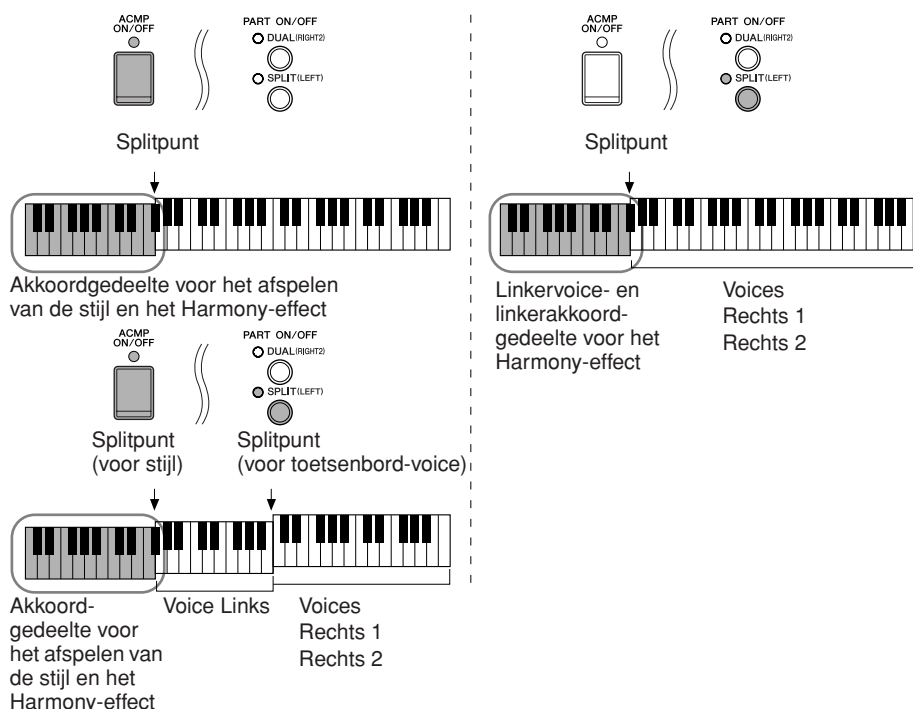 ACMP
ON/OFF
PART ON/OFF
DUAL(RIGHT2)
SPLIT(LEFT)
Splitpunt
Akkoordgedeelte voor het afspelen
van de stijl en het Harmony-effect
ACMP
ON/OFF
PART ON/OFF
DUAL(RIGHT2)
SPLIT(LEFT)
Splitpunt
(voor stijl)
Splitpunt
(voor toetsenbord-voice)
Akkoord-
gedeelte voor
het afspelen van
de stijl en het
Harmony-effect
Voice Links
Voices
Rechts 1
Rechts 2
ACMP
ON/OFF
PART ON/OFF
DUAL(RIGHT2)
SPLIT(LEFT)
Splitpunt
Linkervoice- en
linkerakkoord-
gedeelte voor het
Harmony-effect
Voices
Rechts 1
Rechts 2